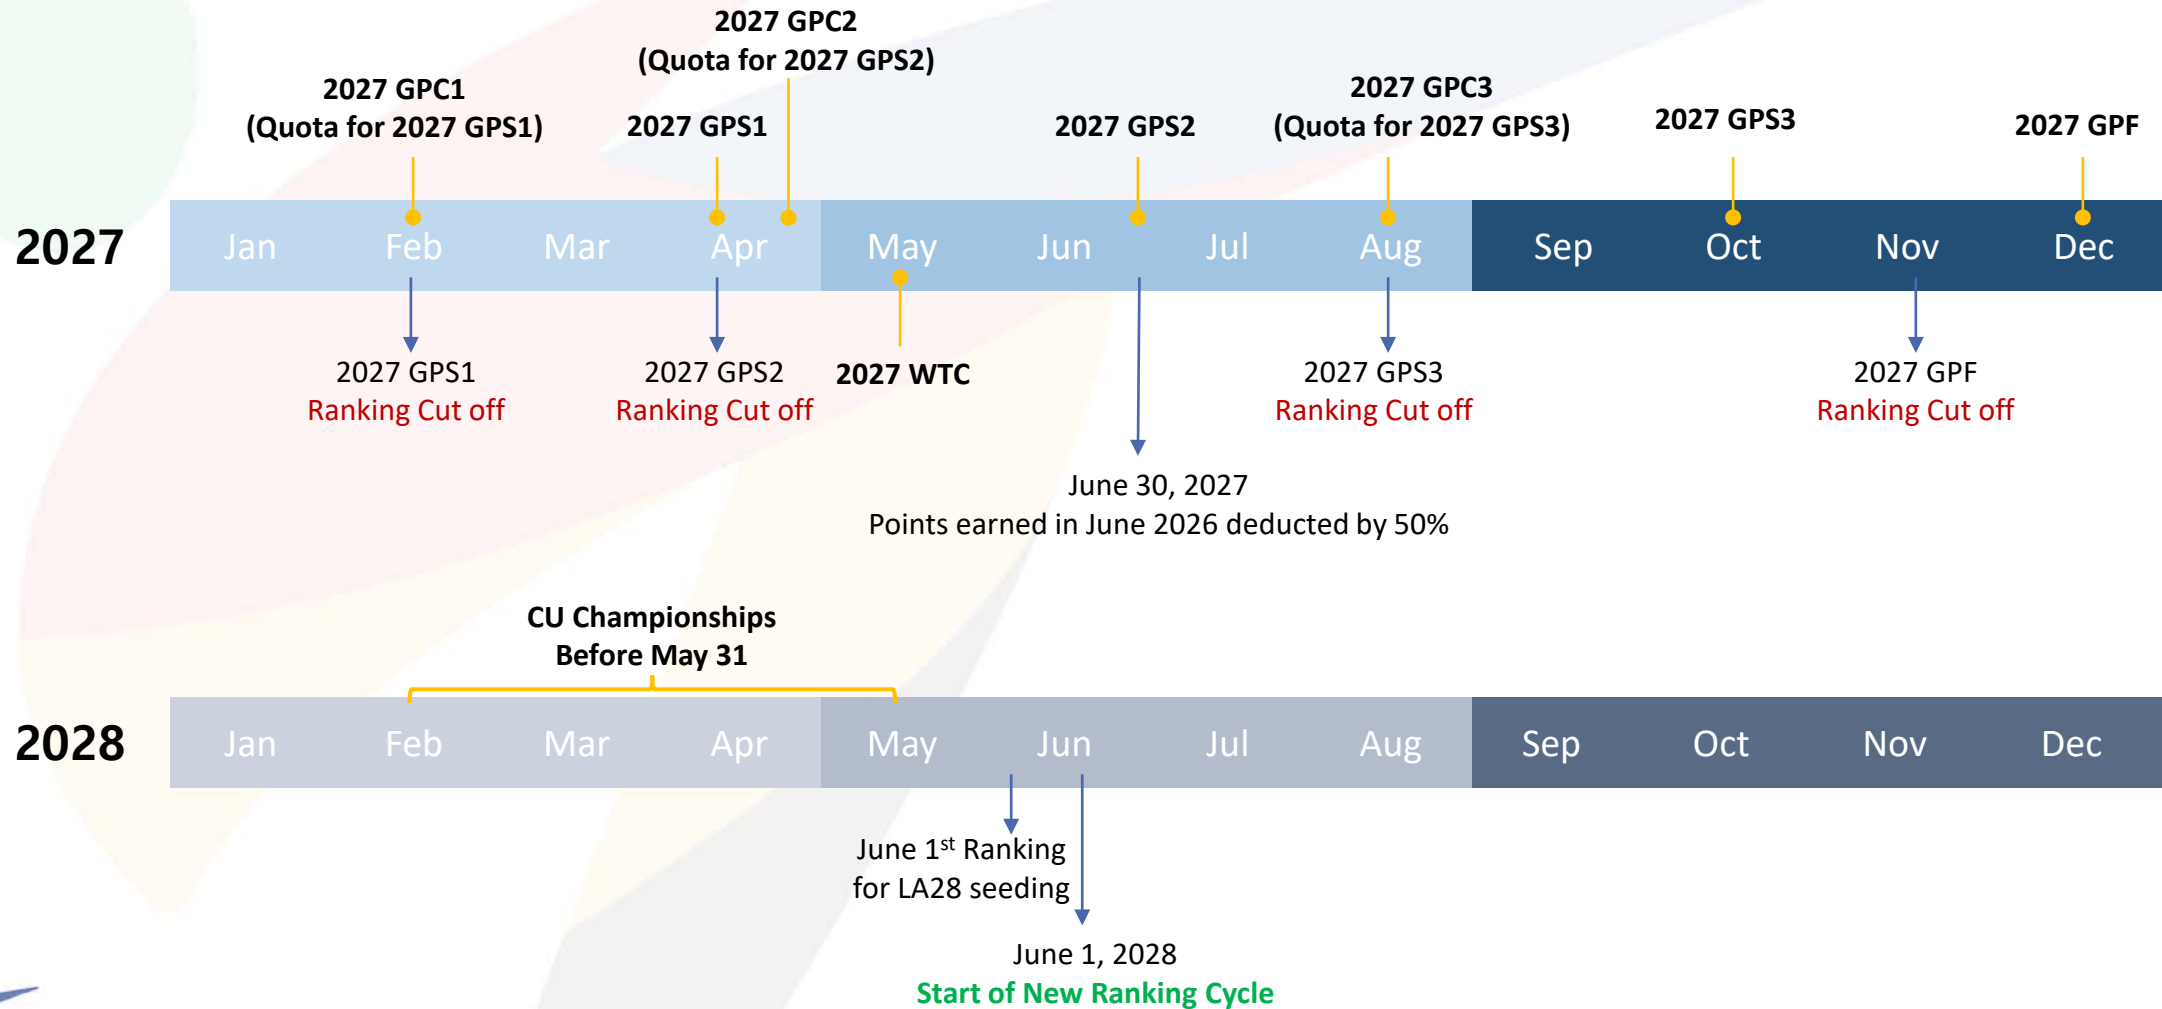 2027 GPC2
(Quota for 2027 GPS2)
2027 GPC1
(Quota for 2027 GPS1)
2027 GPS1
2027 GPS2
2027 GPC3
(Quota for 2027 GPS3)
2027 GPS3
2027 GPF
2027
Jan Feb Mar Apr May Jun Jul Aug Sep Oct Nov Dec
2027 GPS1
Ranking Cut off
2027 GPS2
Ranking Cut off
2027 WTC
2027 GPS3
Ranking Cut off
2027 GPF
Ranking Cut off
June 30, 2027
Points earned in June 2026 deducted by 50%
CU Championships
Before May 31
2028
Jan Feb Mar Apr May Jun Jul Aug Sep Oct Nov Dec
June 1st Ranking
for LA28 seeding
June 1, 2028
Start of New Ranking Cycle